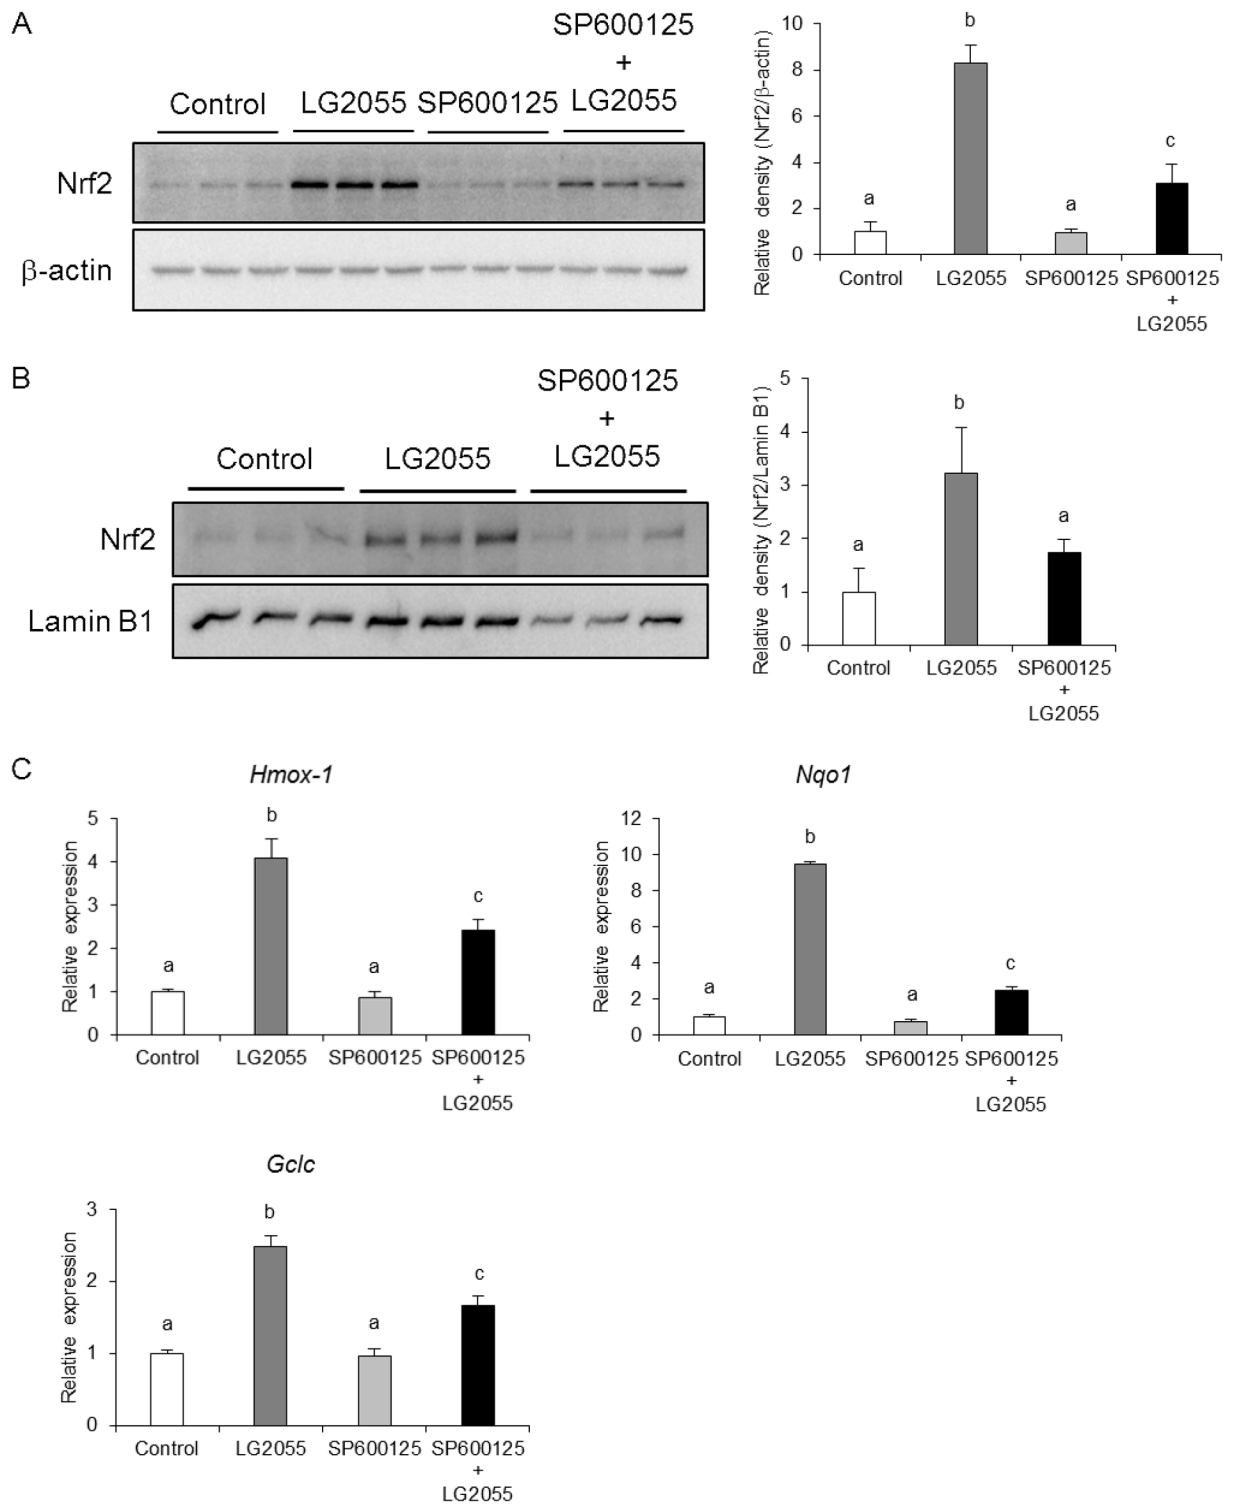 A
SP600125
+
Control LG2055 SP600125 LG2055
Nrf2
β-actin
Relative density (Nrf2/β-actin)
10
8
6
4
2
0
a
b
a
c
Control LG2055 SP600125 SP600125
+
LG2055
B
SP600125
+
Control LG2055 LG2055
Nrf2
Lamin B1
Relative density (Nrf2/Lamin B1)
5
4
3
2
1
0
a
b
a
Control LG2055 SP600125
+
LG2055
C
Hmox-1
Relative expression
5
4
3
2
1
0
a
b
a
c
Control LG2055 SP600125 SP600125
+
LG2055
Nqo1
Relative expression
12
10
8
6
4
2
0
a
b
a
c
Control LG2055 SP600125 SP600125
+
LG2055
Gclc
Relative expression
3
2
1
0
a
b
a
c
Control LG2055 SP600125 SP600125
+
LG2055